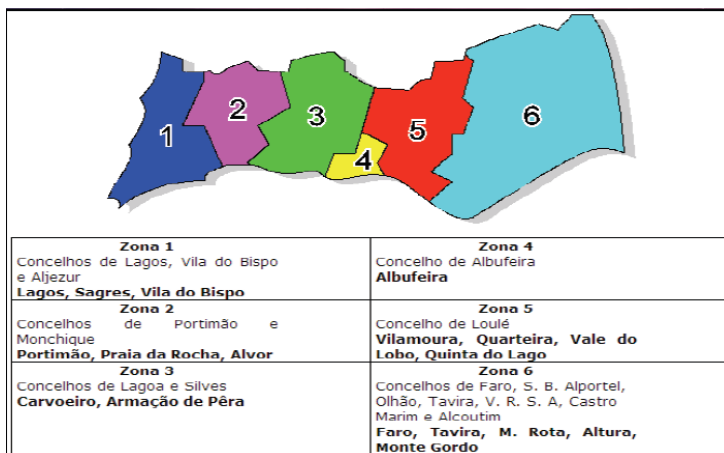 1
2
3
4
5
6
Zona 1
Concelhos de Lagos, Vila do Bispo
e Aljezur
Lagos, Sagres, Vila do Bispo
Zona 4
Concelho de Albufeira
Albufeira
Zona 2
Concelhos de Portimão e
Monchique
Portimão, Praia da Rocha, Alvor
Zona 5
Concelho de Loulé
Vilamoura, Quarteira, Vale do
Lobo, Quinta do Lago
Zona 3
Concelhos de Lagoa e Silves
Carvoeiro, Armação de Pêra
Zona 6
Concelhos de Faro, S. B. Alportel,
Olhão, Tavira, V. R. S. A, Castro
Marim e Alcoutim
Faro, Tavira, M. Rota, Altura,
Monte Gordo